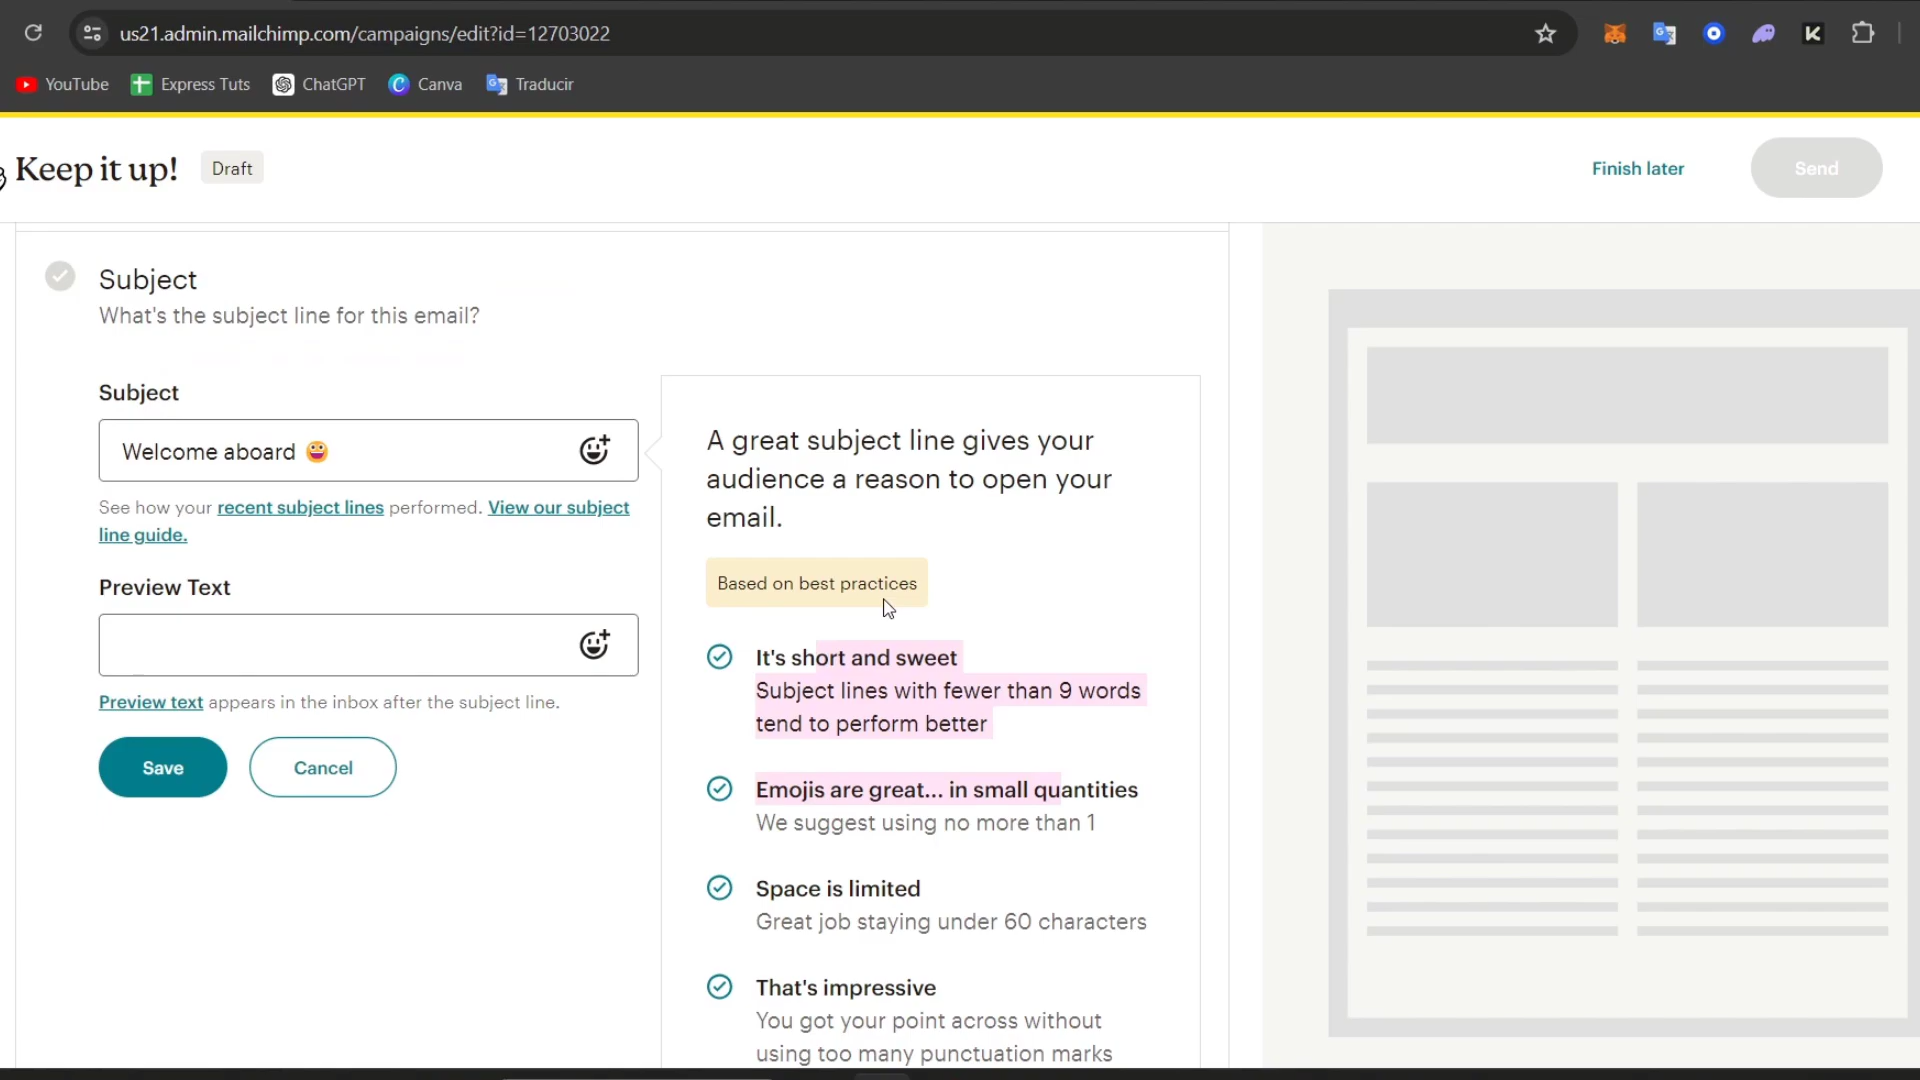 us21.admin.mailchimp.com/campaigns/edit?id=12703022
YouTube Express Tuts ChatGPT Canva Traducir
Keep it up! Draft
Finish later
Send
Subject
What's the subject line for this email?
Subject
Welcome aboard 😀
See how your recent subject lines performed. View our subject
line guide.
Preview Text
Preview text appears in the inbox after the subject line.
Save
Cancel
A great subject line gives your
audience a reason to open your
email.
Based on best practices
It's short and sweet
Subject lines with fewer than 9 words
tend to perform better
Emojis are great... in small quantities
We suggest using no more than 1
Space is limited
Great job staying under 60 characters
That's impressive
You got your point across without
using too many punctuation marks